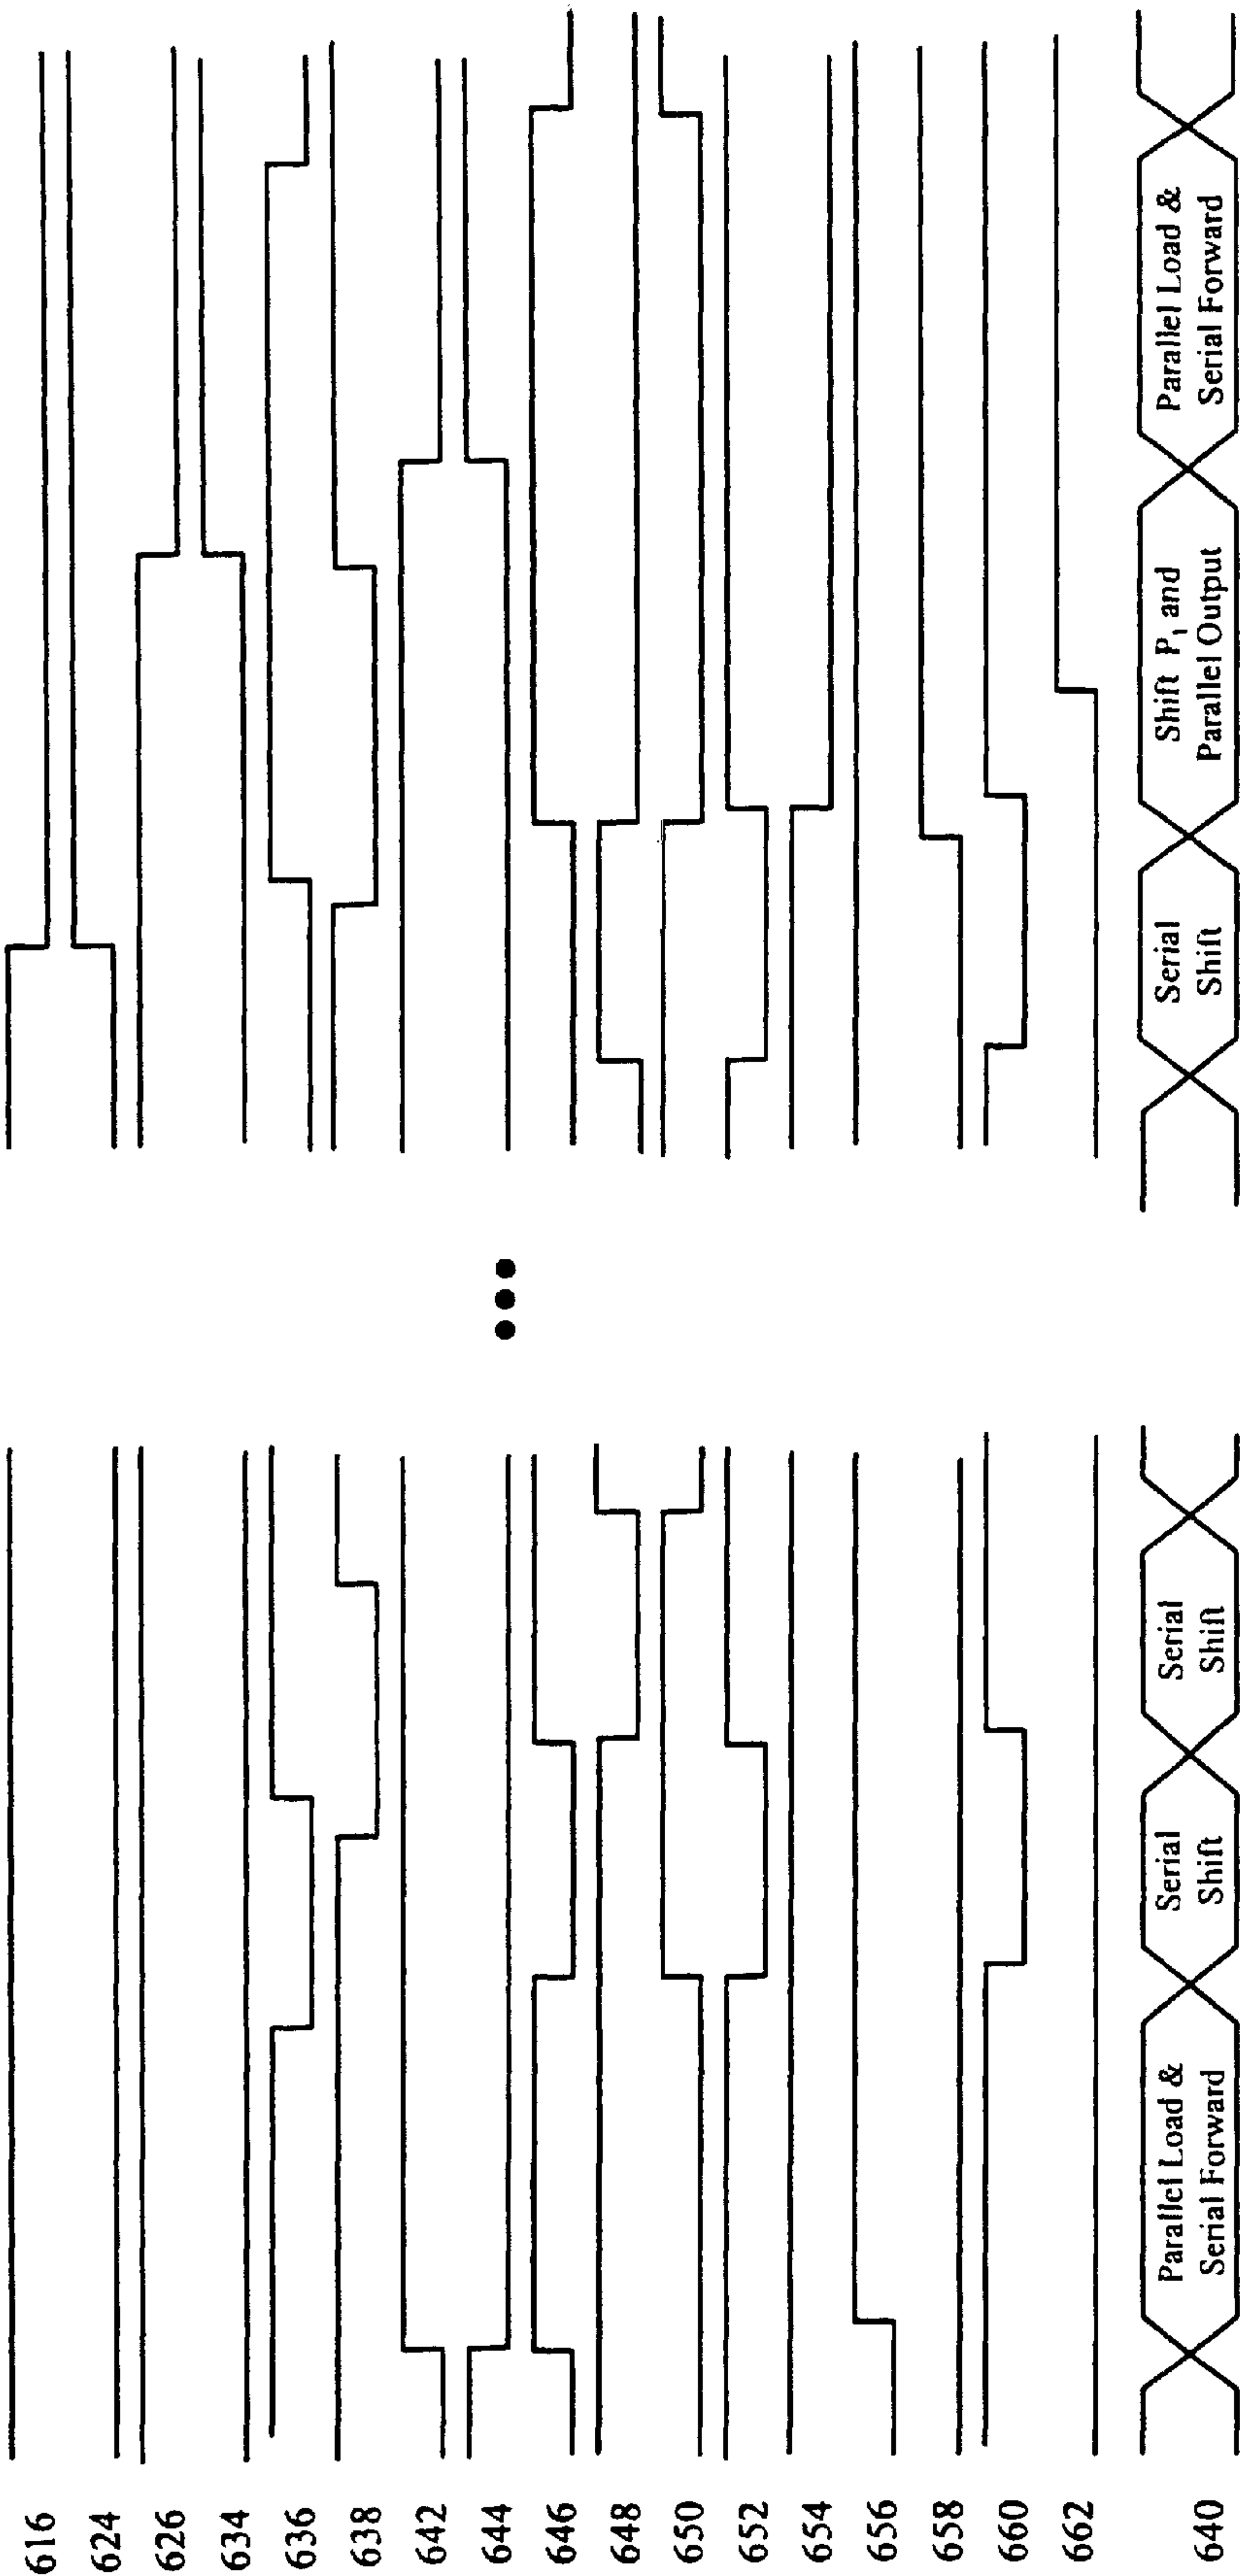 616
624
626
634
636
638
642
644
646
648
650
652
654
656
658
660
662
640
Parallel Load &
Serial Forward
Serial
Shift
Serial
Shift
Serial
Shift
Shift P₁ and
Parallel Output
Parallel Load &
Serial Forward